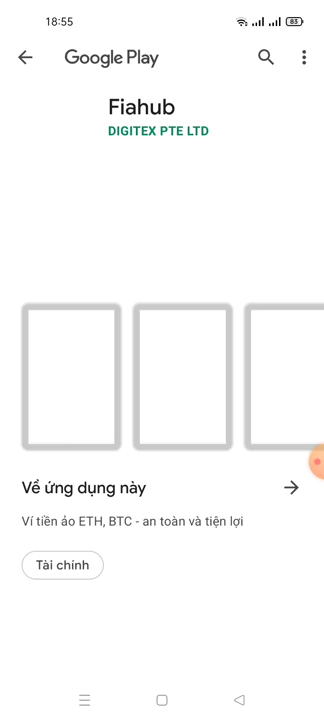 18:55
83
Google Play
Fiahub
DIGITEX PTE LTD
Về ứng dụng này
Ví tiền ảo ETH, BTC - an toàn và tiện lợi
Tài chính